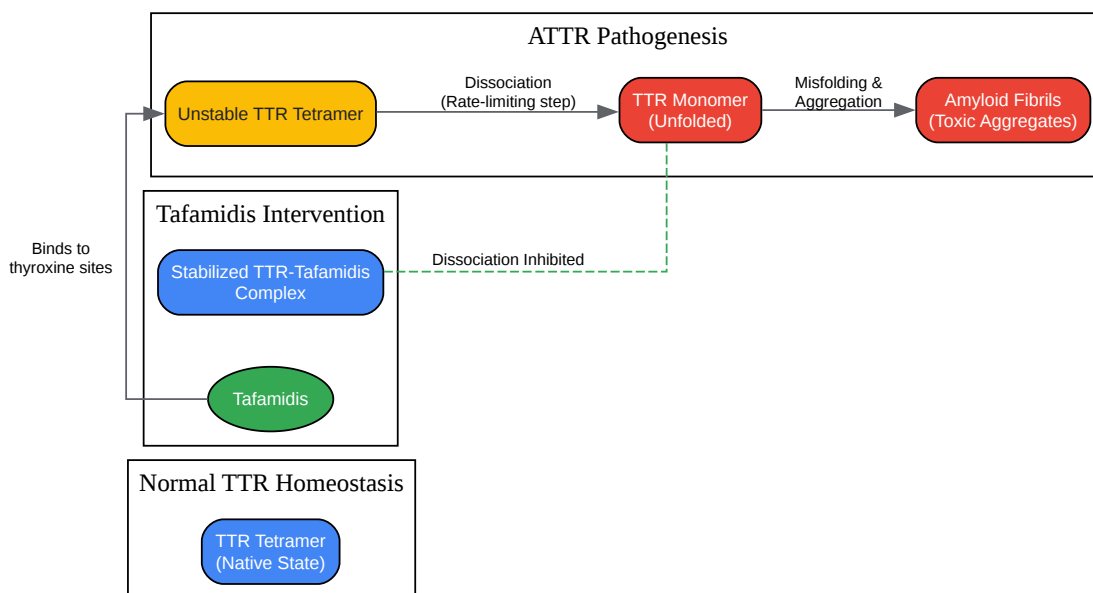 ATTR Pathogenesis
Unstable TTR Tetramer
Dissociation
(Rate-limiting step)
TTR Monomer
(Unfolded)
Misfolding &
Aggregation
Amyloid Fibrils
(Toxic Aggregates)
Tafamidis Intervention
Binds to
thyroxine sites
Stabilized TTR-Tafamidis
Complex
Dissociation Inhibited
Tafamidis
Normal TTR Homeostasis
TTR Tetramer
(Native State)